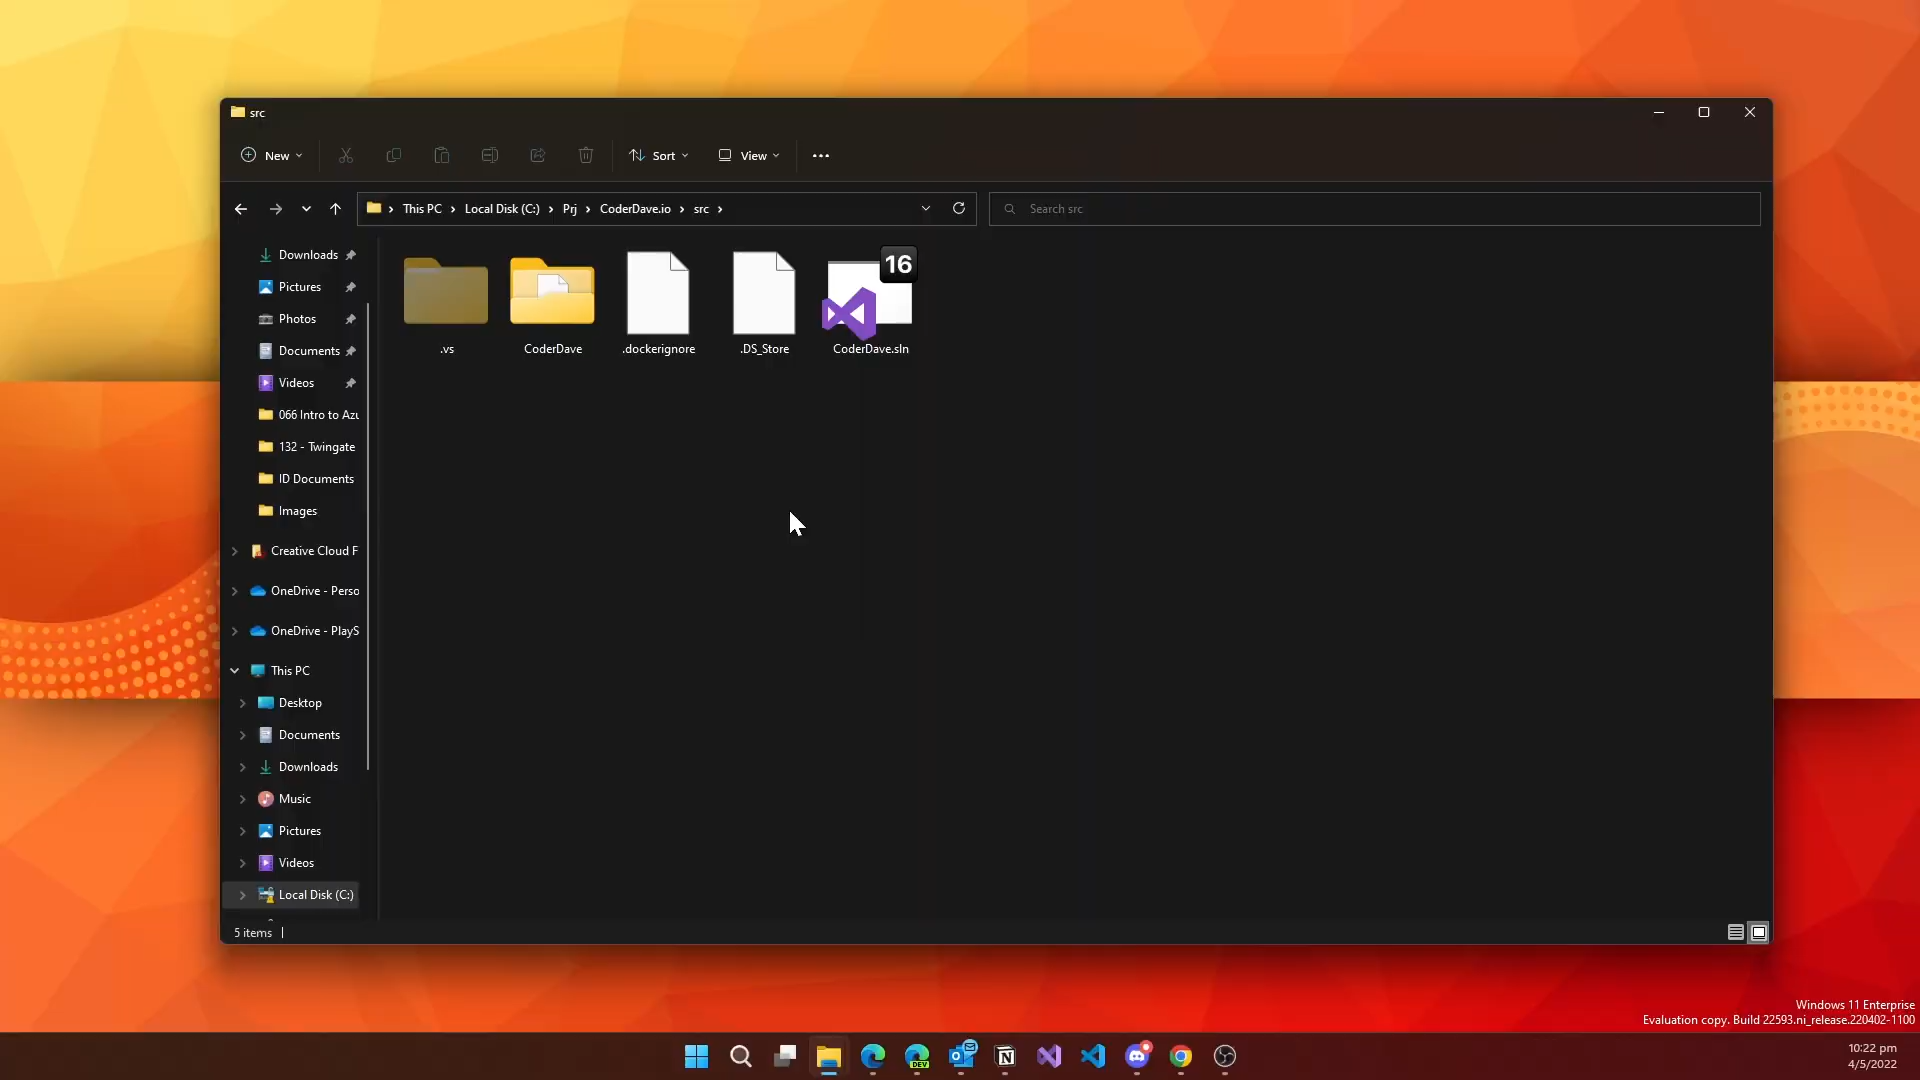 src
New
Sort
View
This PC
Local Disk (C:)
Prj
CoderDave.io
src
Search src
Downloads
Pictures
Photos
Documents
Videos
066 Intro to Azu
132 - Twingate
ID Documents
Images
Creative Cloud F
OneDrive - Perso
OneDrive - PlayS
This PC
Desktop
Documents
Downloads
Music
Pictures
Videos
Local Disk (C:)
.vs
CoderDave
.dockerignore
.DS_Store
16
CoderDave.sln
5 items
Windows 11 Enterprise
Evaluation copy. Build 22593.ni_release.220402-1100
DEV
10:22 pm
4/5/2022